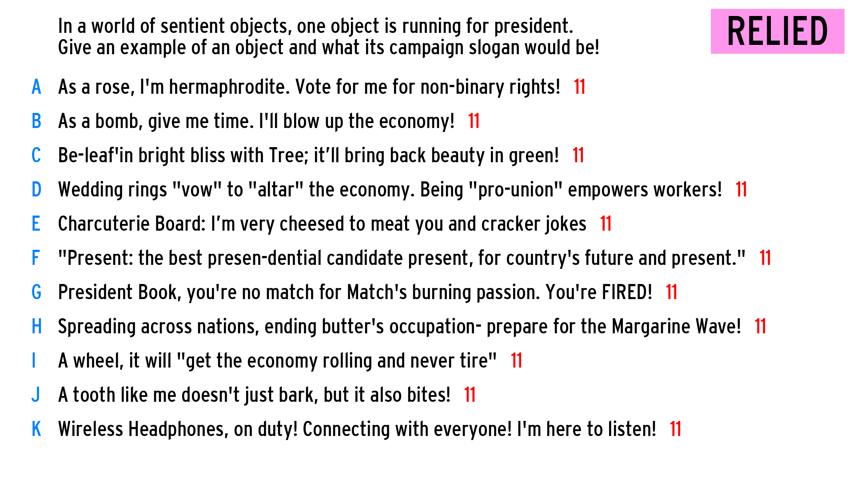 In a world of sentient objects, one object is running for president.
Give an example of an object and what its campaign slogan would be!
RELIED
A As a rose, I'm hermaphrodite. Vote for me for non-binary rights! 11
B As a bomb, give me time. I'll blow up the economy! 11
C Be-leaf'in bright bliss with Tree; it’ll bring back beauty in green! 11
D Wedding rings "vow" to "altar" the economy. Being "pro-union" empowers workers! 11
E Charcuterie Board: I’m very cheesed to meat you and cracker jokes 11
F "Present: the best presen-dential candidate present, for country's future and present." 11
G President Book, you're no match for Match's burning passion. You're FIRED! 11
H Spreading across nations, ending butter's occupation- prepare for the Margarine Wave! 11
I A wheel, it will "get the economy rolling and never tire" 11
J A tooth like me doesn't just bark, but it also bites! 11
K Wireless Headphones, on duty! Connecting with everyone! I'm here to listen! 11